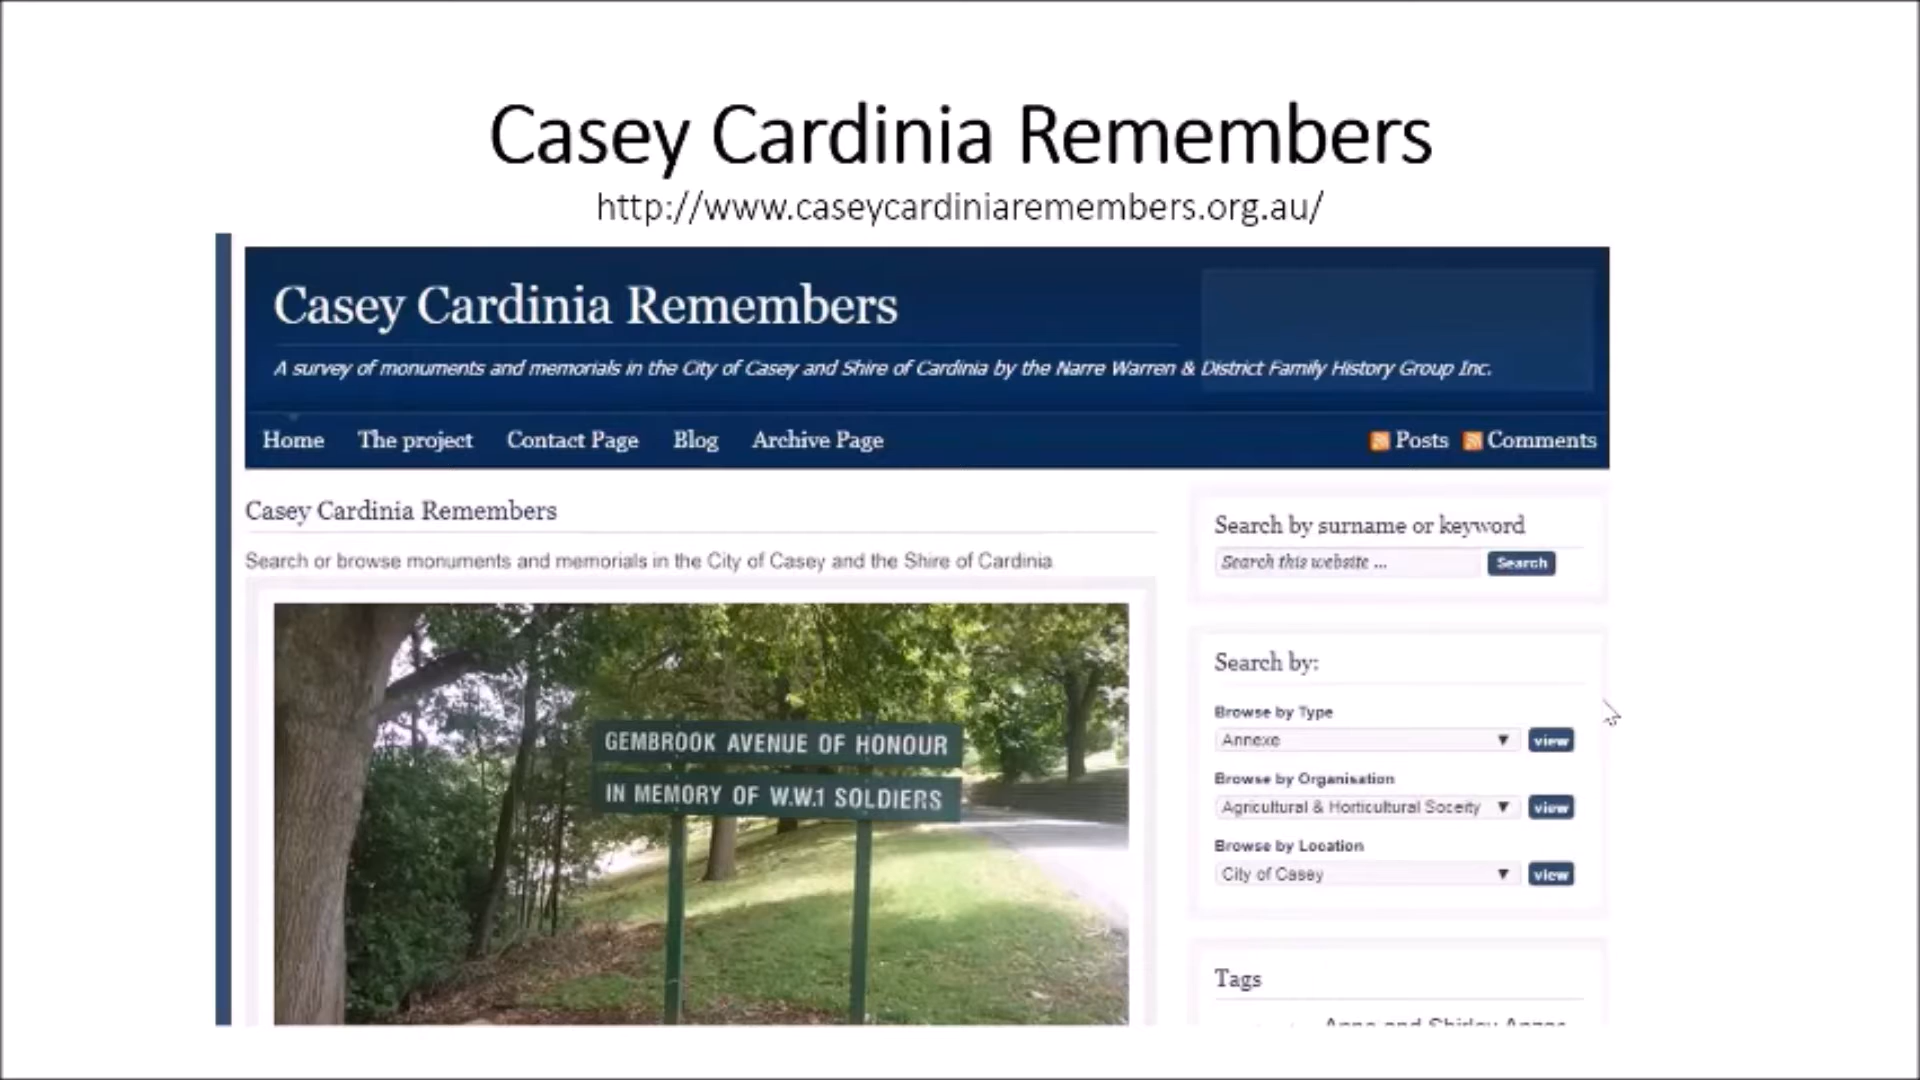 Casey Cardinia Remembers
http://www.caseycardiniaremembers.org.au/
Casey Cardinia Remembers
A survey of monuments and memorials in the City of Casey and Shire of Cardinia by the Narre Warren & District Family History Group Inc.
Home The project Contact Page Blog Archive Page Posts Comments
Casey Cardinia Remembers
Search or browse monuments and memorials in the City of Casey and the Shire of Cardinia
GEMBROOK AVENUE OF HONOUR
IN MEMORY OF W.W.1 SOLDIERS
Search by surname or keyword
Search this website ... Search
Search by:
Browse by Type
Annexe view
Browse by Organisation
Agricultural & Horticultural Soceity view
Browse by Location
City of Casey view
Tags